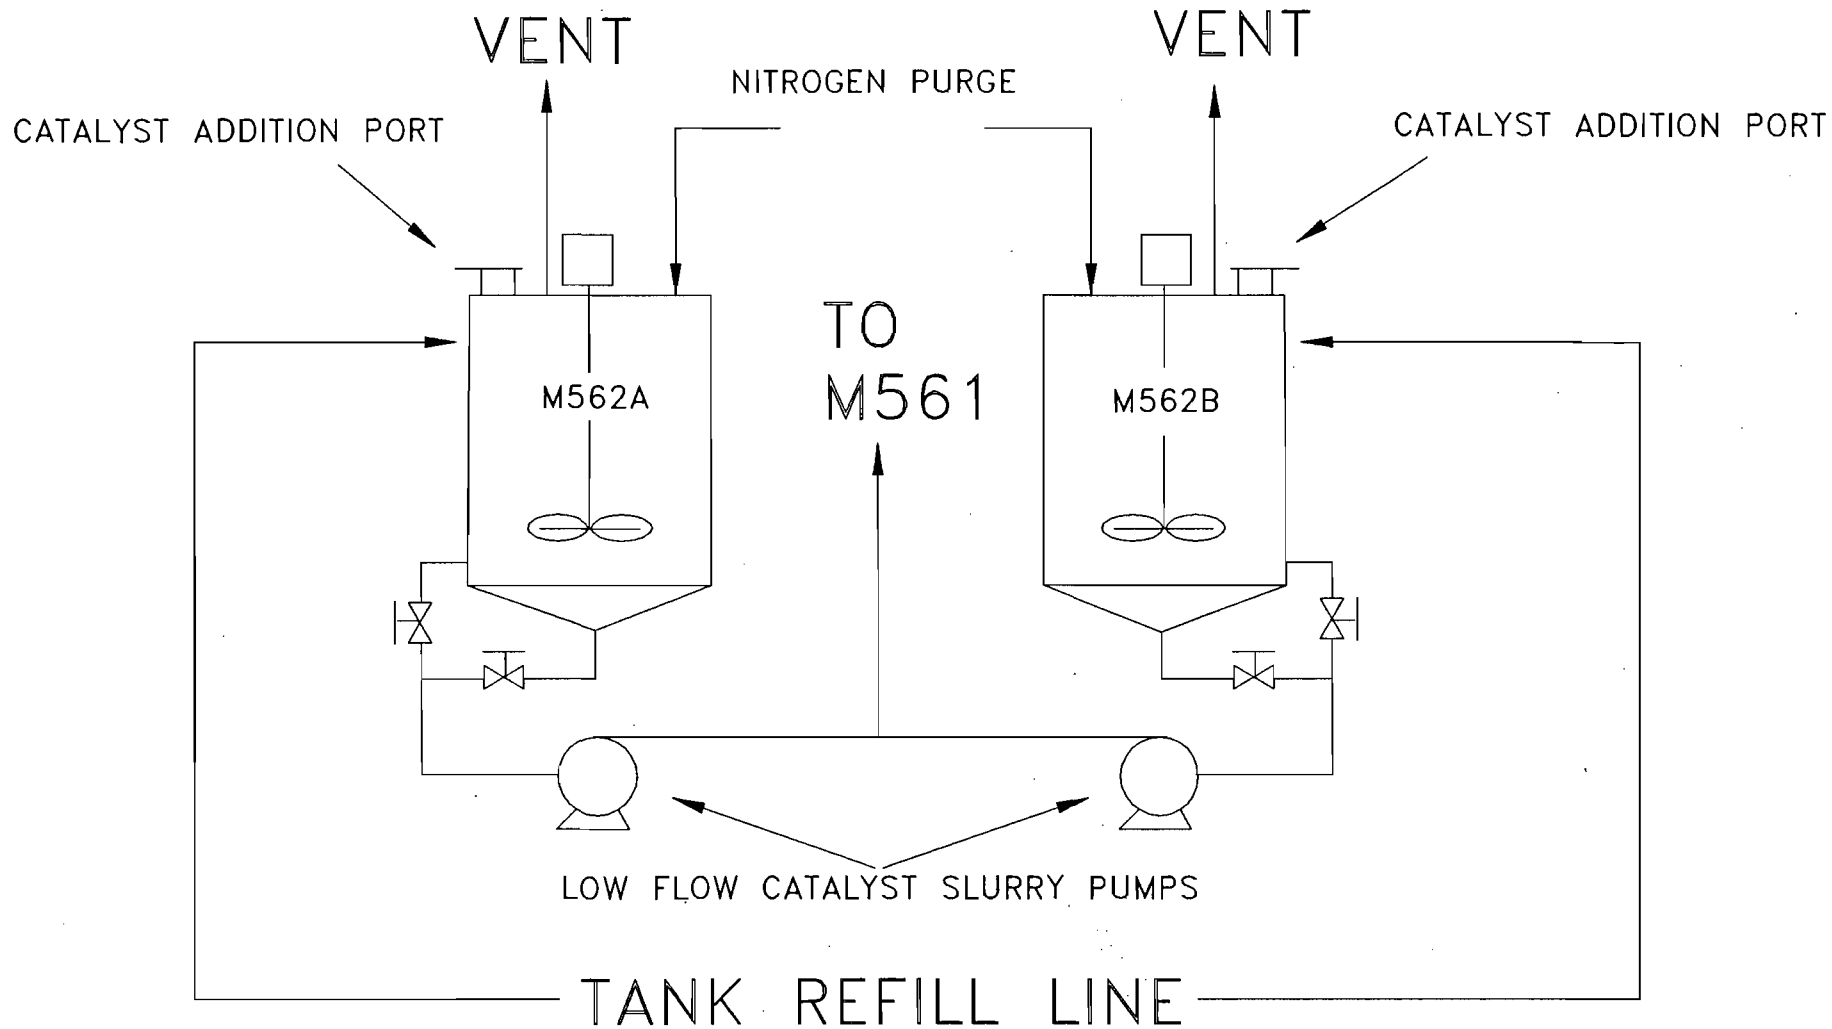 VENT
VENT
NITROGEN PURGE
CATALYST ADDITION PORT
CATALYST ADDITION PORT
TO
M561
M562A
M562B
LOW FLOW CATALYST SLURRY PUMPS
TANK REFILL LINE